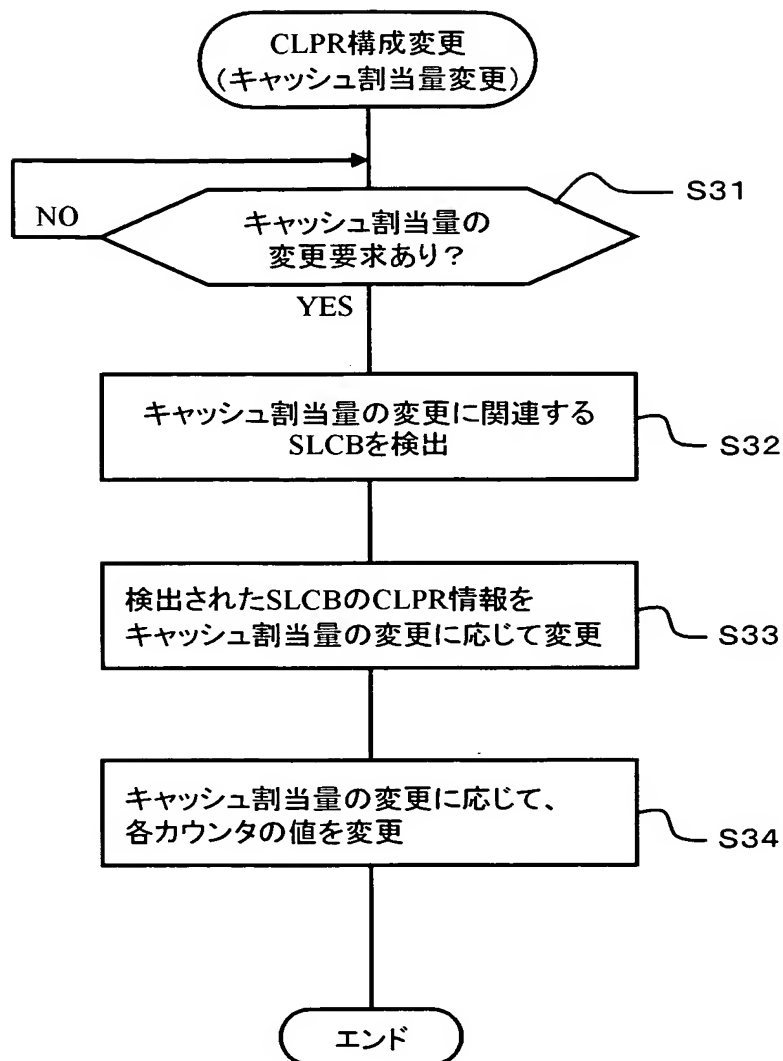 CLPR構成変更
(キャッシュ割当量変更)
S31
NO
キャッシュ割当量の
変更要求あり?
YES
キャッシュ割当量の変更に関連する
SLCBを検出
S32
検出されたSLCBのCLPR情報を
キャッシュ割当量の変更に応じて変更
S33
キャッシュ割当量の変更に応じて、
各カウンタの値を変更
S34
エンド